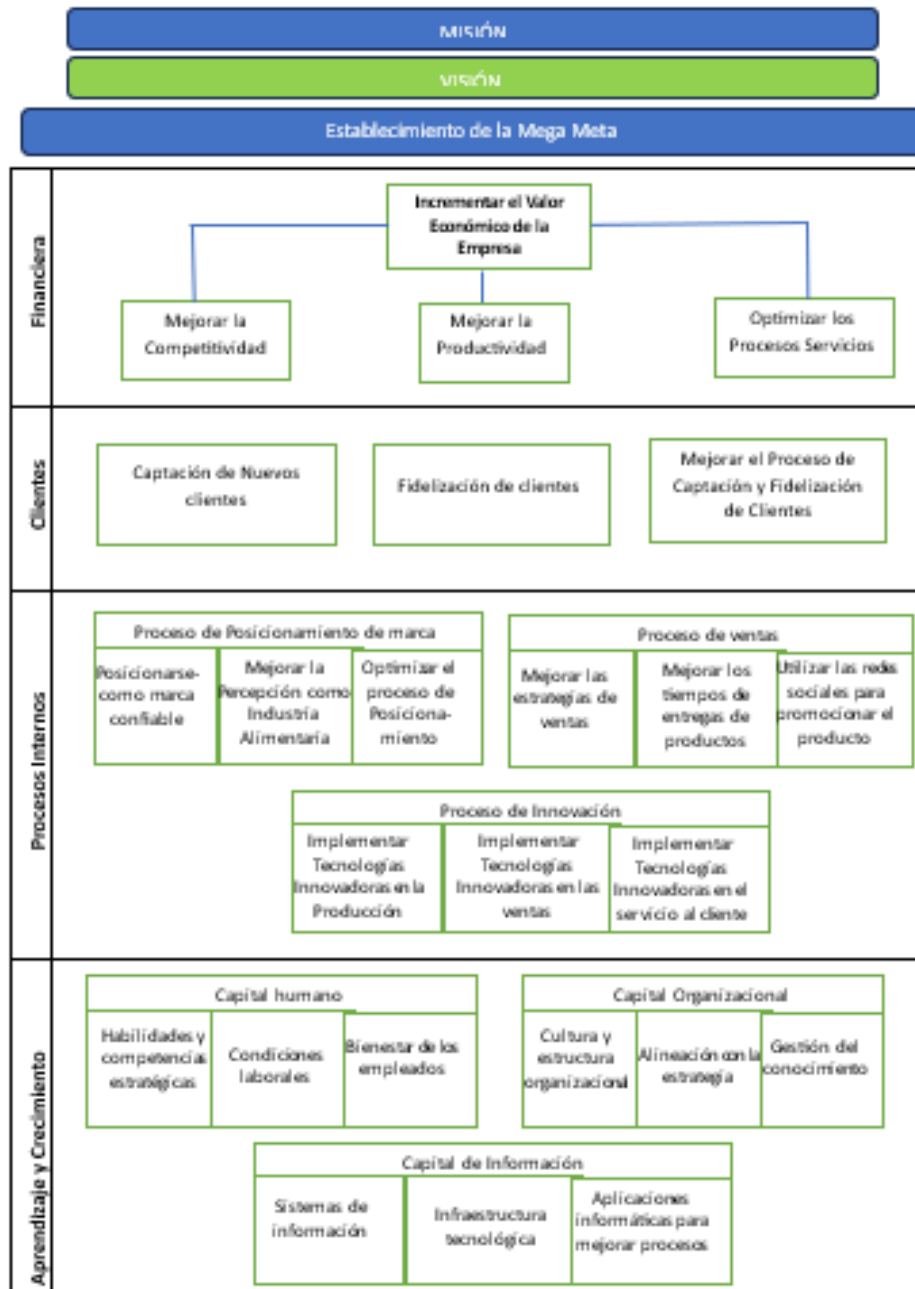 MISIÓN
VISIÓN
Establecimiento de la Mega Meta
Financiera
Incrementar el Valor
Económico de la
Empresa
Mejorar la
Competitividad
Mejorar la
Productividad
Optimizar los
Procesos Servicios
Clientes
Captación de Nuevos
clientes
Fidelización de clientes
Mejorar el Proceso de
Captación y Fidelización
de Clientes
Procesos Internos
Proceso de Posicionamiento de marca
Posicionarse-
como marca
confiable
Mejorar la
Percepción como
Industria
Alimentaria
Optimizar el
proceso de
Posiciona-
miento
Proceso de ventas
Mejorar las
estrategias de
ventas
Mejorar los
tiempos de
entregas de
productos
Utilizar las redes
sociales para
promocionar el
producto
Proceso de Innovación
Implementar
Tecnologías
Innovadoras en la
Producción
Implementar
Tecnologías
Innovadoras en las
ventas
Implementar
Tecnologías
Innovadoras en el
servicio al cliente
Aprendizaje y Crecimiento
Capital humano
Habilidades y
competencias
estratégicas
Condiciones
laborales
Bienestar de los
empleados
Capital Organizacional
Cultura y
estructura
organizacional
Alineación con la
estrategia
Gestión del
conocimiento
Capital de Información
Sistemas de
información
Infraestructura
tecnológica
Aplicaciones
informáticas para
mejorar procesos